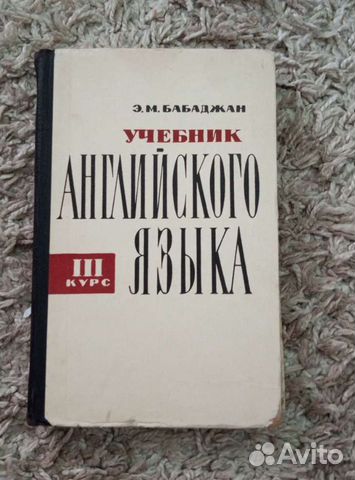 Э. М. БАБАДЖАН
УЧЕБНИК
АНГЛИЙСКОГО
ЯЗЫКА
III
КУРС
Avito